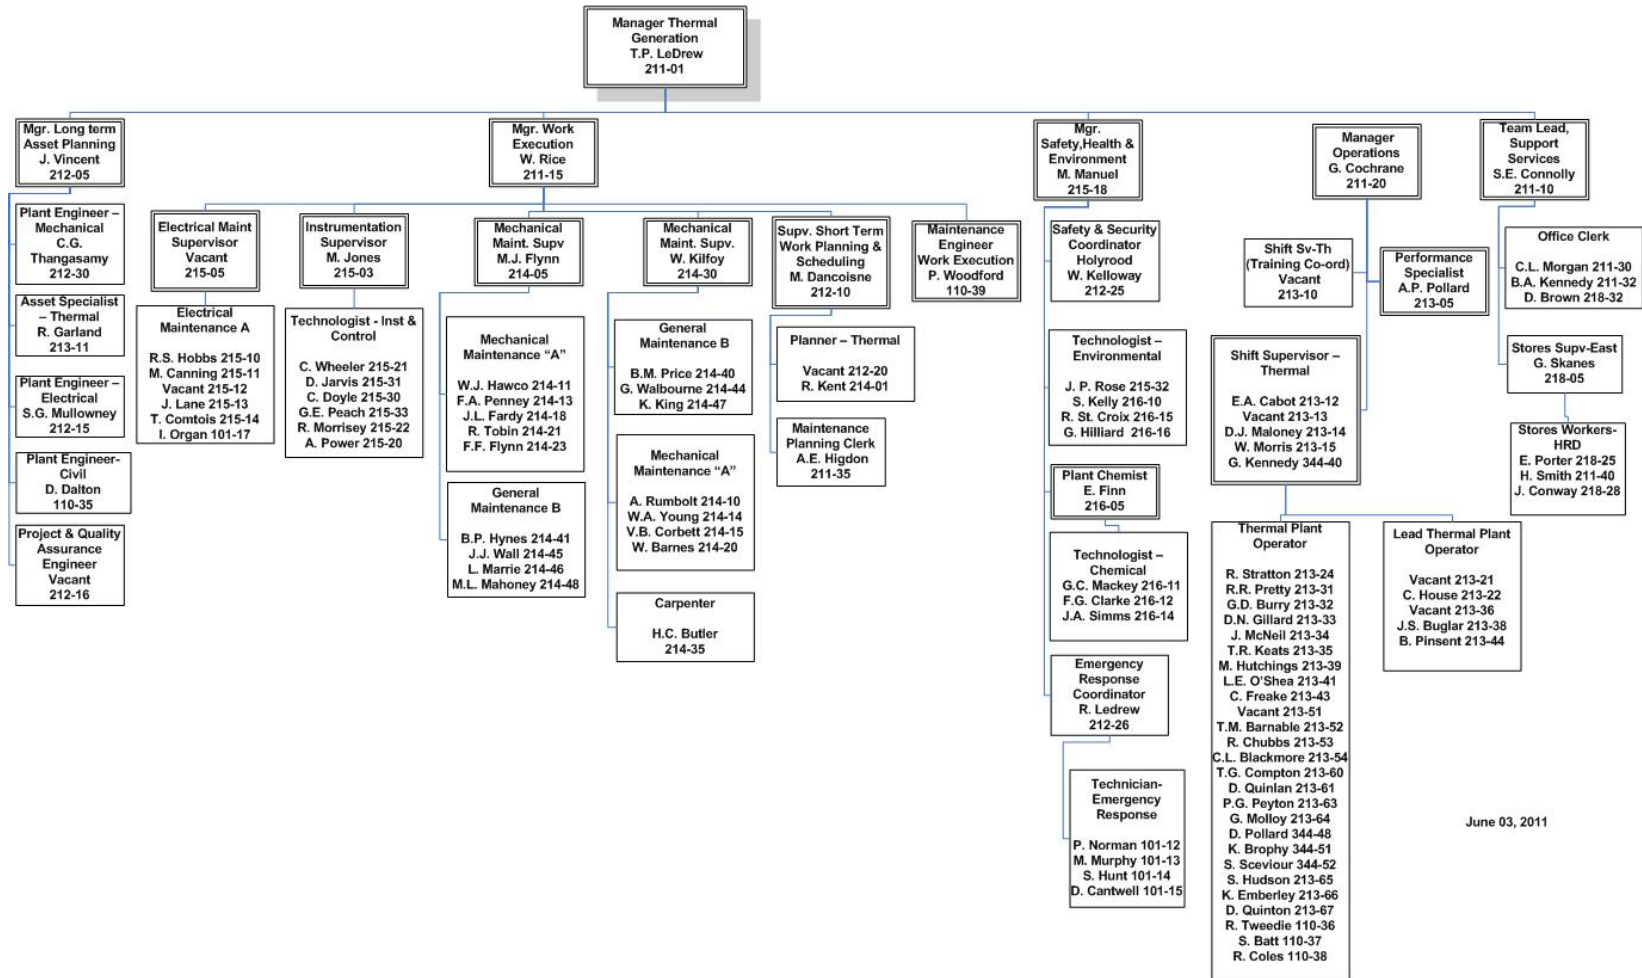 Manager Thermal
Generation
T.P. LeDrew
211-01
Mgr. Long term
Asset Planning
J. Vincent
212-05
Mgr. Work
Execution
W. Rice
211-15
Mgr.
Safety,Health &
Environment
M. Manuel
215-18
Manager
Operations
G. Cochrane
211-20
Team Lead,
Support
Services
S.E. Connolly
211-10
Plant Engineer –
Mechanical
C.G.
Thangasamy
212-30
Asset Specialist
– Thermal
R. Garland
213-11
Plant Engineer –
Electrical
S.G. Mullowney
212-15
Plant Engineer-
Civil
D. Dalton
110-35
Project & Quality
Assurance
Engineer
Vacant
212-16
Electrical Maint
Supervisor
Vacant
215-05
Electrical
Maintenance A
R.S. Hobbs 215-10
M. Canning 215-11
Vacant 215-12
J. Lane 215-13
T. Comtois 215-14
I. Organ 101-17
Instrumentation
Supervisor
M. Jones
215-03
Technologist - Inst &
Control
C. Wheeler 215-21
D. Jarvis 215-31
C. Doyle 215-30
G.E. Peach 215-33
R. Morrisey 215-22
A. Power 215-20
Mechanical
Maint. Supv
M.J. Flynn
214-05
Mechanical
Maintenance “A”
W.J. Hawco 214-11
F.A. Penney 214-13
J.L. Fardy 214-18
R. Tobin 214-21
F.F. Flynn 214-23
General
Maintenance B
B.P. Hynes 214-41
J.J. Wall 214-45
L. Marrie 214-46
M.L. Mahoney 214-48
Mechanical
Maint. Supv.
W. Kilfoy
214-30
General
Maintenance B
B.M. Price 214-40
G. Walbourne 214-44
K. King 214-47
Mechanical
Maintenance “A”
A. Rumbolt 214-10
W.A. Young 214-14
V.B. Corbett 214-15
W. Barnes 214-20
Carpenter
H.C. Butler
214-35
Supv. Short Term
Work Planning &
Scheduling
M. Dancoisne
212-10
Planner – Thermal
Vacant 212-20
R. Kent 214-01
Maintenance
Planning Clerk
A.E. Higdon
211-35
Maintenance
Engineer
Work Execution
P. Woodford
110-39
Safety & Security
Coordinator
Holyrood
W. Kelloway
212-25
Technologist –
Environmental
J. P. Rose 215-32
S. Kelly 216-10
R. St. Croix 216-15
G. Hilliard 216-16
Plant Chemist
E. Finn
216-05
Technologist –
Chemical
G.C. Mackey 216-11
F.G. Clarke 216-12
J.A. Simms 216-14
Emergency
Response
Coordinator
R. Ledrew
212-26
Technician-
Emergency
Response
P. Norman 101-12
M. Murphy 101-13
S. Hunt 101-14
D. Cantwell 101-15
Shift Sv-Th
(Training Co-ord)
Vacant
213-10
Performance
Specialist
A.P. Pollard
213-05
Shift Supervisor –
Thermal
E.A. Cabot 213-12
Vacant 213-13
D.J. Maloney 213-14
W. Morris 213-15
G. Kennedy 344-40
Thermal Plant
Operator
R. Stratton 213-24
R.R. Pretty 213-31
G.D. Burry 213-32
D.N. Gillard 213-33
J. McNeil 213-34
T.R. Keats 213-35
M. Hutchings 213-39
L.E. O’Shea 213-41
C. Freake 213-43
Vacant 213-51
T.M. Barnable 213-52
R. Chubbs 213-53
C.L. Blackmore 213-54
T.G. Compton 213-60
D. Quinlan 213-61
P.G. Peyton 213-63
G. Molloy 213-64
D. Pollard 344-48
K. Brophy 344-51
S. Sceviour 344-52
S. Hudson 213-65
K. Emberley 213-66
D. Quinton 213-67
R. Tweedie 110-36
S. Batt 110-37
R. Coles 110-38
Lead Thermal Plant
Operator
Vacant 213-21
C. House 213-22
Vacant 213-36
J.S. Buglar 213-38
B. Pinsent 213-44
Office Clerk
C.L. Morgan 211-30
B.A. Kennedy 211-32
D. Brown 218-32
Stores Supv-East
G. Skanes
218-05
Stores Workers-
HRD
E. Porter 218-25
H. Smith 211-40
J. Conway 218-28
June 03, 2011